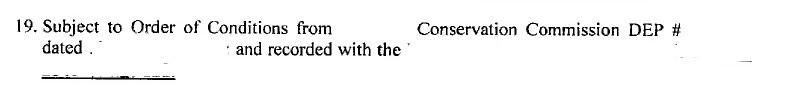 19. Subject to Order of Conditions from Conservation Commission DEP #
dated . and recorded with the